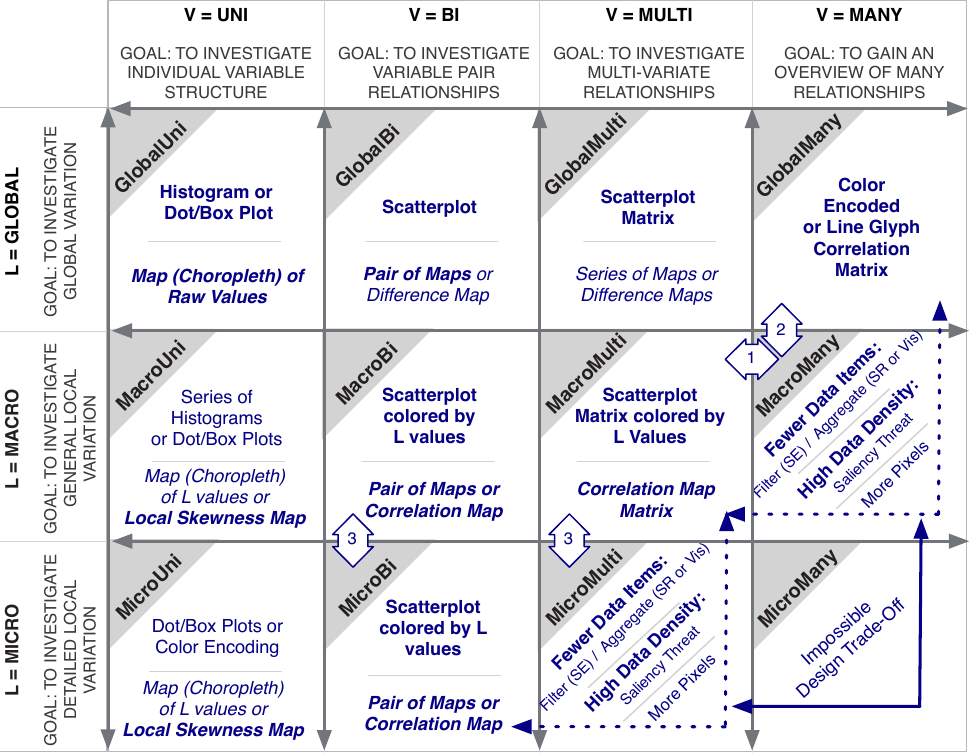 V = UNI
GOAL: TO INVESTIGATE
INDIVIDUAL VARIABLE
STRUCTURE
V = BI
GOAL: TO INVESTIGATE
VARIABLE PAIR
RELATIONSHIPS
V = MULTI
GOAL: TO INVESTIGATE
MULTI-VARIATE
RELATIONSHIPS
V = MANY
GOAL: TO GAIN AN
OVERVIEW OF MANY
RELATIONSHIPS
L = GLOBAL
GOAL: TO INVESTIGATE
GLOBAL VARIATION
GlobalUni
Histogram or
Dot/Box Plot
Map (Choropleth) of
Raw Values
GlobalBi
Scatterplot
Pair of Maps or
Difference Map
GlobalMulti
Scatterplot
Matrix
Series of Maps or
Difference Maps
GlobalMany
Color
Encoded
or Line Glyph
Correlation
Matrix
2
1
L = MACRO
GOAL: TO INVESTIGATE
GENERAL LOCAL
VARIATION
MacroUni
Series of
Histograms
or Dot/Box Plots
Map (Choropleth)
of L values or
Local Skewness Map
MacroBi
Scatterplot
colored by
L values
Pair of Maps or
Correlation Map
MacroMulti
Scatterplot
Matrix colored by
L Values
Correlation Map
Matrix
MacroMany
Fewer Data Items:
Filter (SE) / Aggregate (SR or Vis)
High Data Density:
Saliency Threat
More Pixels
3
3
L = MICRO
GOAL: TO INVESTIGATE
DETAILED LOCAL
VARIATION
MicroUni
Dot/Box Plots or
Color Encoding
Map (Choropleth)
of L values or
Local Skewness Map
MicroBi
Scatterplot
colored by L
values
Pair of Maps or
Correlation Map
MicroMulti
Fewer Data Items:
Filter (SE) / Aggregate (SR or Vis)
High Data Density:
Saliency Threat
More Pixels
MicroMany
Impossible
Design Trade-Off